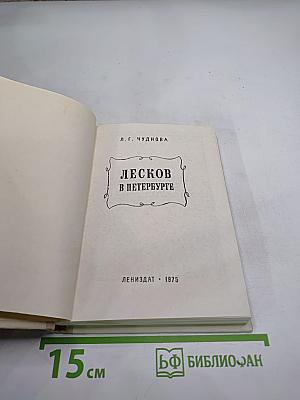 Л. Г. ЧУДНОВА
ЛЕСКОВ
В ПЕТЕРБУРГЕ
ЛЕНИЗДАТ • 1975
15 см
БФ БИБЛИОФАН